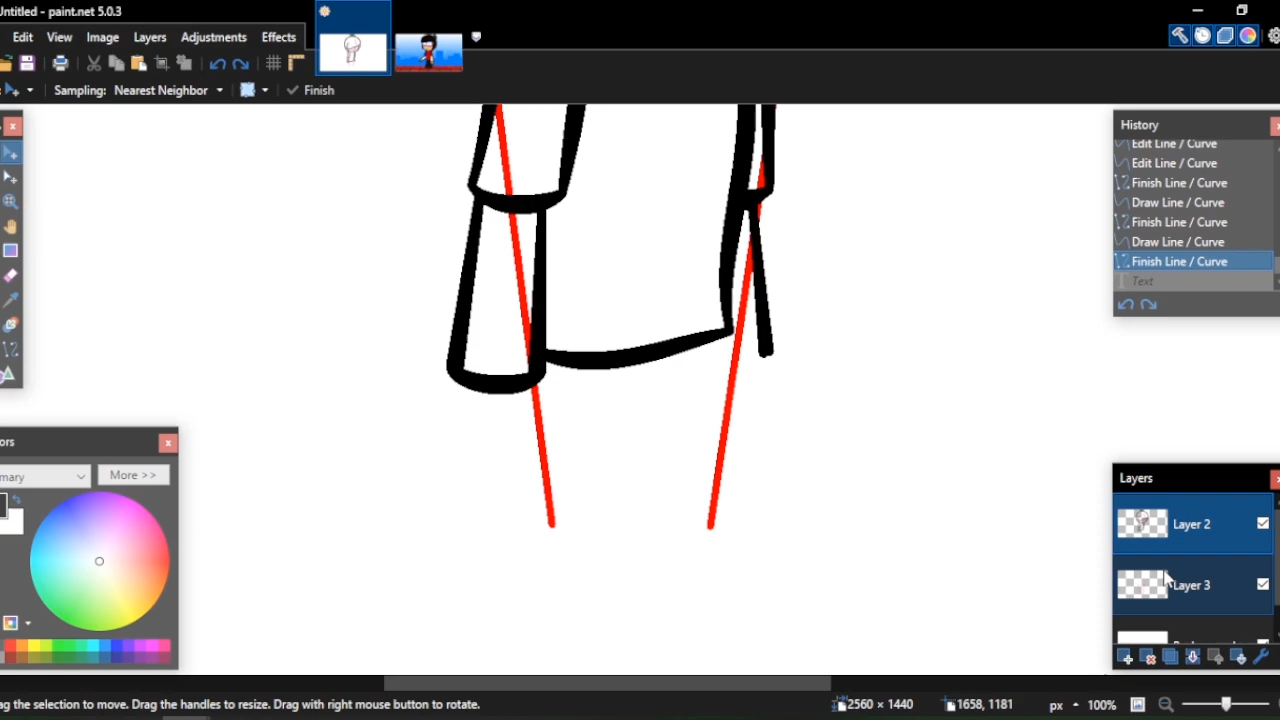 Untitled - paint.net 5.0.3
Edit View Image Layers Adjustments Effects
Sampling: Nearest Neighbor Finish
History
Edit Line / Curve
Edit Line / Curve
Finish Line / Curve
Draw Line / Curve
Finish Line / Curve
Draw Line / Curve
Finish Line / Curve
Text
ors
mary More >>
Layers
Layer 2
Layer 3
ag the selection to move. Drag the handles to resize. Drag with right mouse button to rotate. 2560 × 1440 1658, 1181 px 100%